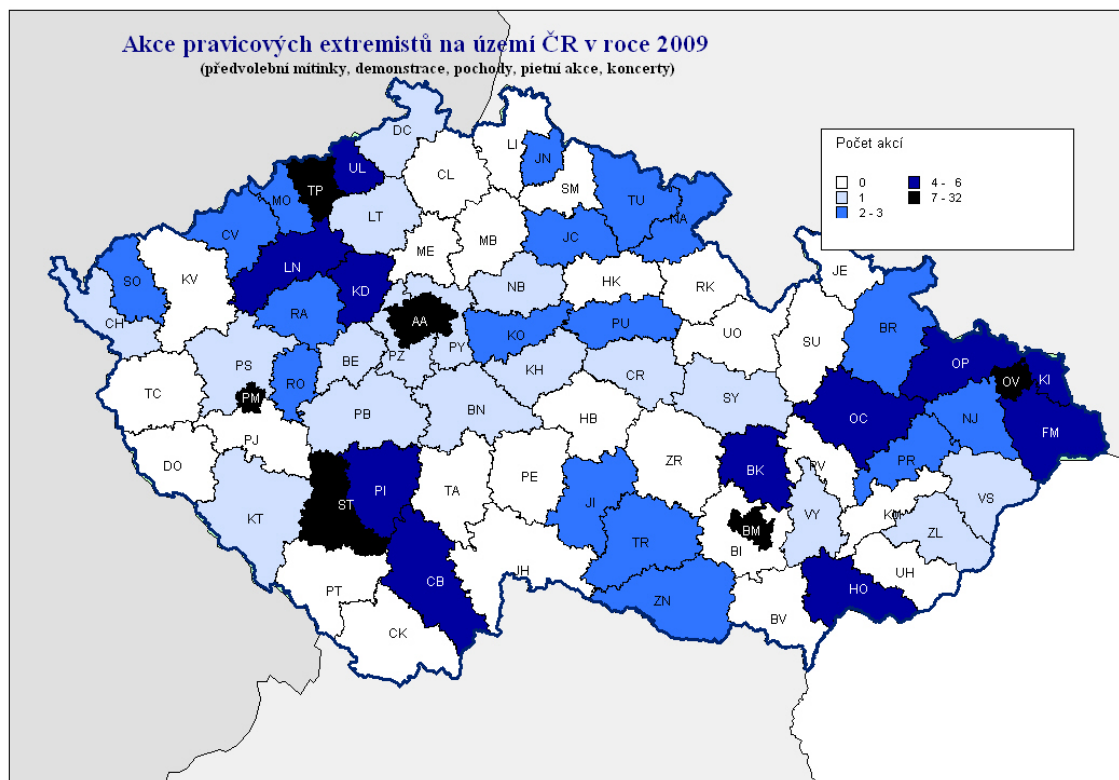 Akce pravicových extremistů na území ČR v roce 2009
(předvolební mítinky, demonstrace, pochody, pietní akce, koncerty)
Počet akcí
0
4 - 6
1
7 - 32
2 - 3
DC
LI
JN
UL
TP
CL
SM
MO
LT
TU
NA
CV
JC
ME
MB
LN
KV
SO
KD
NB
HK
RK
JE
RA
AA
CH
KO
PU
UO
SU
BR
PS
BE
PZ
PY
KH
CR
OP
KI
OV
TC
RO
PM
PB
BN
SY
HB
OC
NJ
FM
PJ
DO
ZR
BK
PV
PR
VS
PI
TA
PE
ST
JI
KT
KM
VY
BM
ZL
TR
BI
JH
UH
CB
PT
HO
ZN
BV
CK